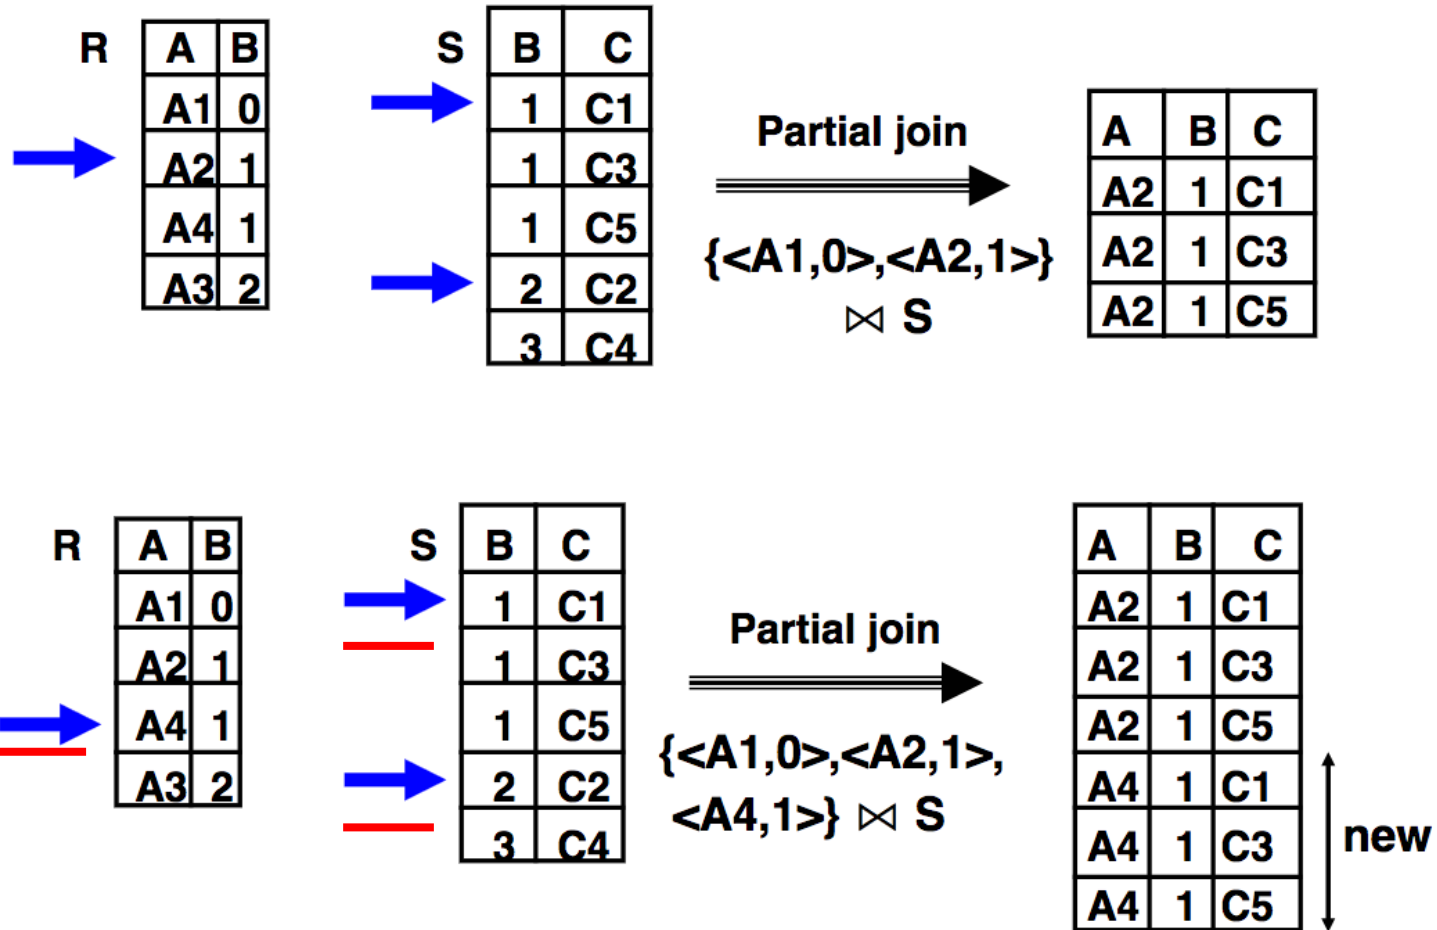 R A B S B C
A1 0 1 C1
A2 1 1 C3
A4 1 1 C5
A3 2 2 C2
3 C4
Partial join
{<A1,0>,<A2,1>}
⋈ S
A B C
A2 1 C1
A2 1 C3
A2 1 C5
R A B S B C
A1 0 1 C1
A2 1 1 C3
A4 1 1 C5
A3 2 2 C2
3 C4
Partial join
{<A1,0>,<A2,1>,
<A4,1>} ⋈ S
A B C
A2 1 C1
A2 1 C3
A2 1 C5
A4 1 C1
A4 1 C3
A4 1 C5
new